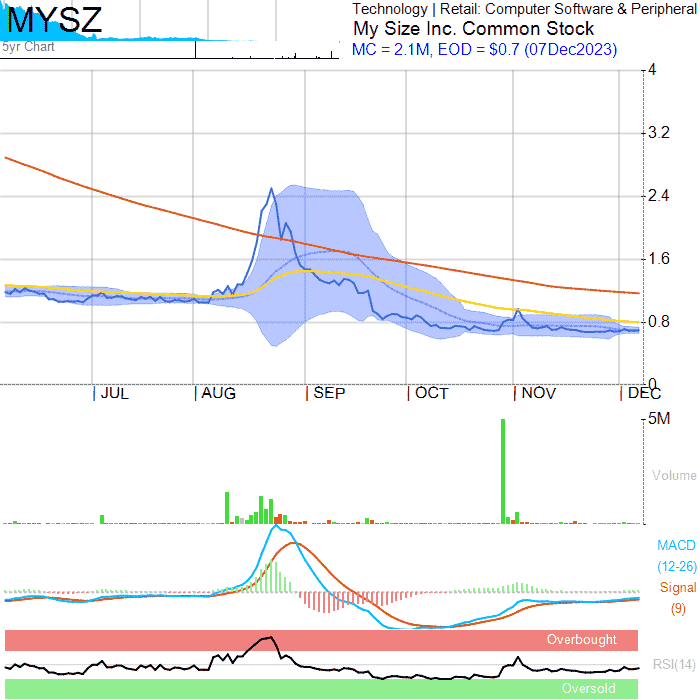 MYSZ
Technology | Retail: Computer Software & Peripheral
My Size Inc. Common Stock
5yr Chart
MC = 2.1M, EOD = $0.7 (07Dec2023)
4
3.2
2.4
1.6
0.8
0
JUL AUG SEP OCT NOV DEC
5M
Volume
MACD
(12-26)
Signal
(9)
Overbought
RSI(14)
Oversold